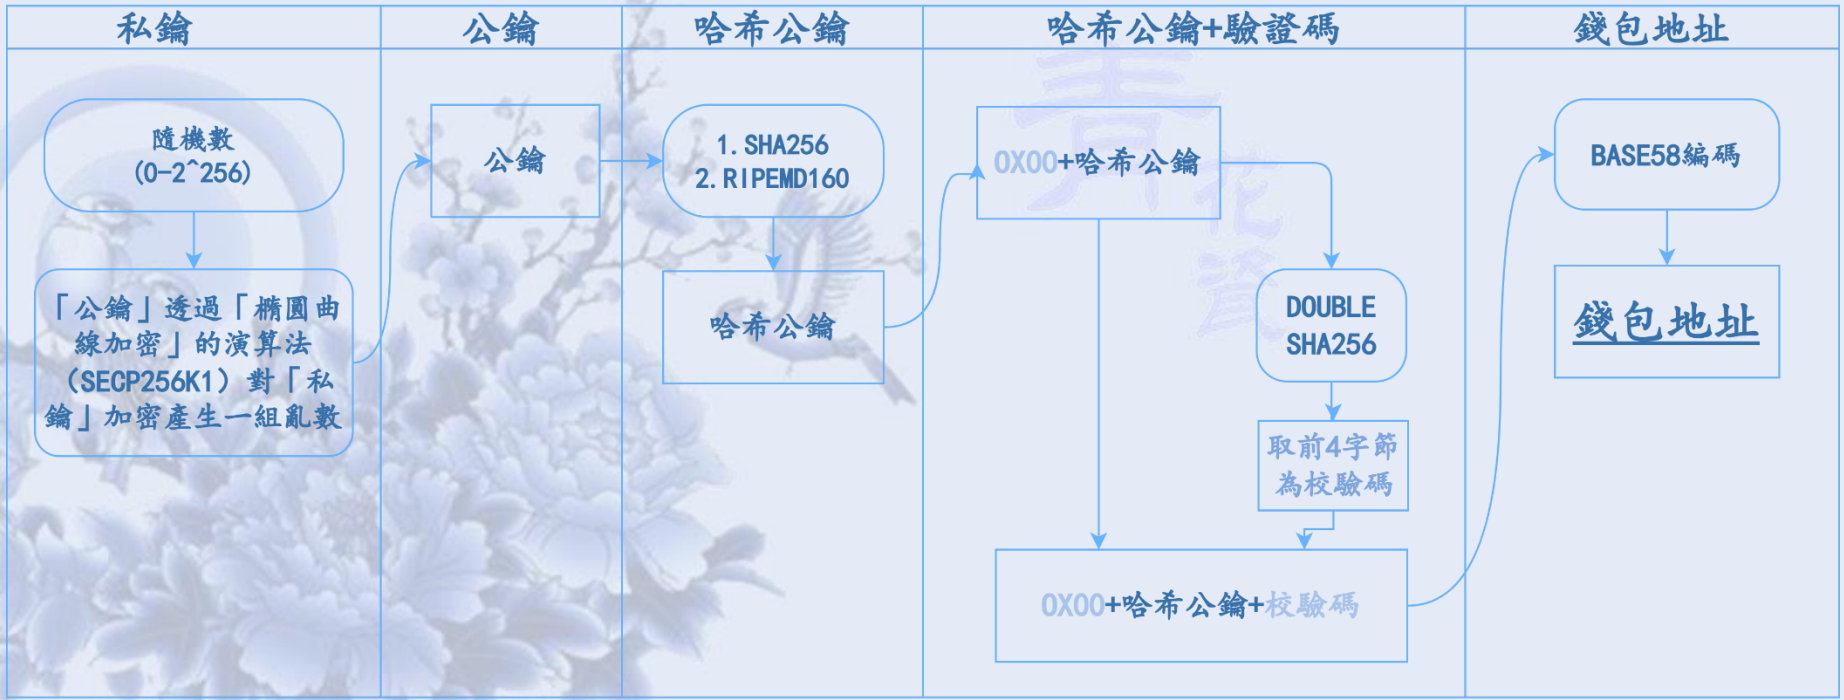 私鑰
公鑰
哈希公鑰
哈希公鑰+驗證碼
錢包地址
隨機數
(0-2^256)
「公鑰」透過「橢圓曲
線加密」的演算法
（SECP256K1）對「私
鑰」加密產生一組亂數
公鑰
1. SHA256
2. RIPEMD160
哈希公鑰
0X00+哈希公鑰
DOUBLE
SHA256
取前4字節
為校驗碼
0X00+哈希公鑰+校驗碼
BASE58編碼
錢包地址
青
花
瓷